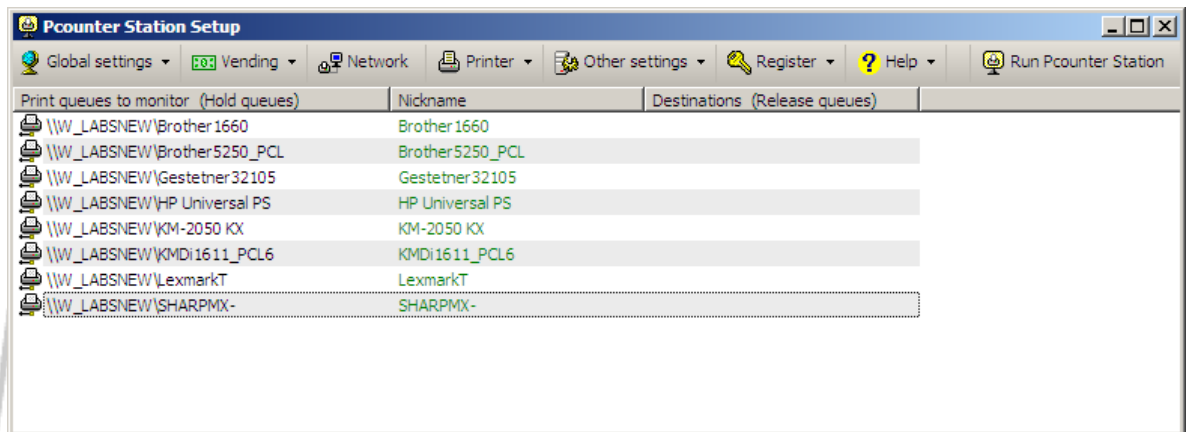 Pcounter Station Setup
Global settings Vending Network Printer Other settings Register Help Run Pcounter Station
Print queues to monitor (Hold queues) Nickname Destinations (Release queues)
\\W_LABSNEW\Brother1660 Brother1660
\\W_LABSNEW\Brother5250_PCL Brother5250_PCL
\\W_LABSNEW\Gestetner32105 Gestetner32105
\\W_LABSNEW\HP Universal PS HP Universal PS
\\W_LABSNEW\KM-2050 KX KM-2050 KX
\\W_LABSNEW\KMDi1611_PCL6 KMDi1611_PCL6
\\W_LABSNEW\LexmarkT LexmarkT
\\W_LABSNEW\SHARPMX- SHARPMX-